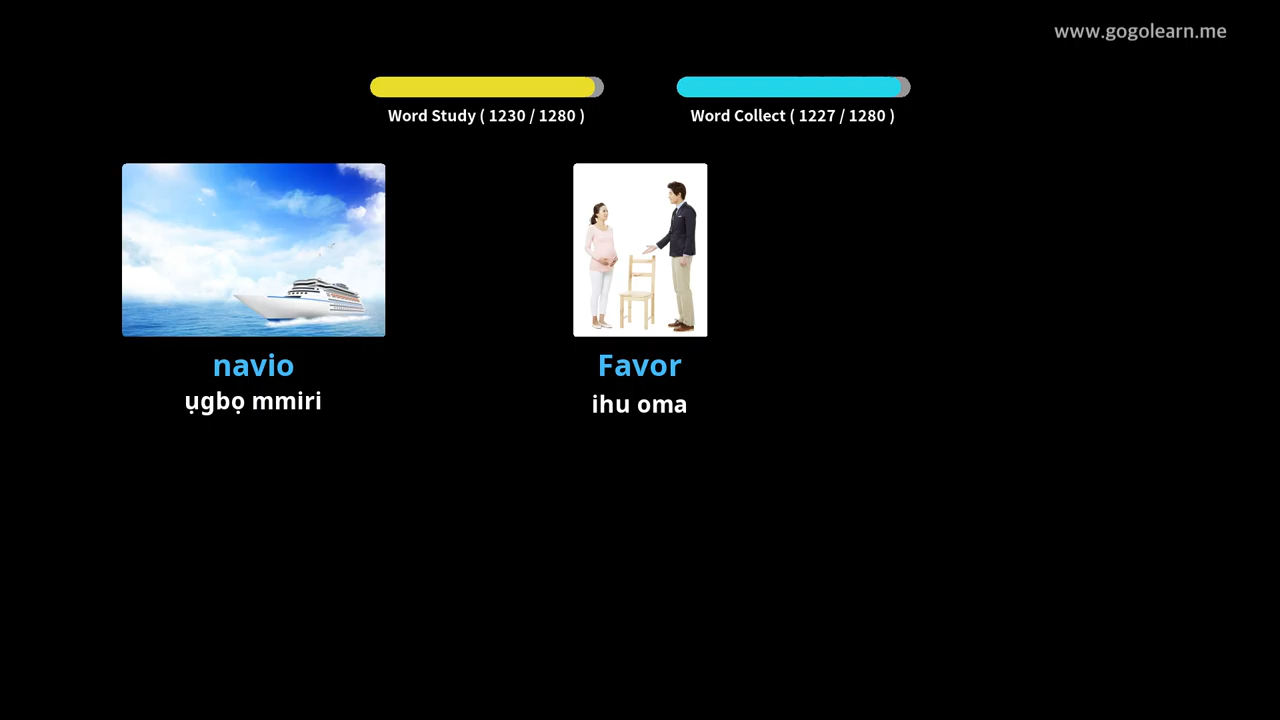 www.gogolearn.me
Word Study ( 1230 / 1280 )
Word Collect ( 1227 / 1280 )
navio
ụgbọ mmiri
Favor
ihu oma